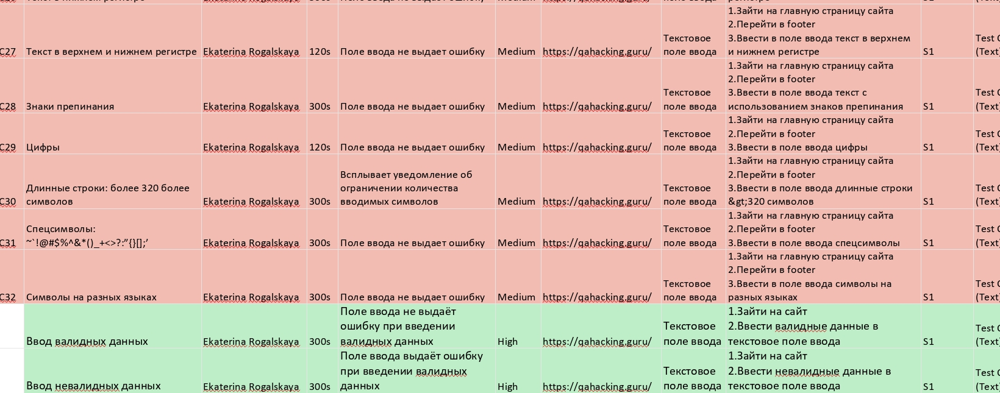 Medium
C27
Текст в верхнем и нижнем регистре
Ekaterina Rogalskaya
120s
Поле ввода не выдает ошибку
Medium
https://qahacking.guru/
Текстовое
поле ввода
1.Зайти на главную страницу сайта
2.Перейти в footer
3.Ввести в поле ввода текст в верхнем
и нижнем регистре
S1
Test C
(Text)
C28
Знаки препинания
Ekaterina Rogalskaya
300s
Поле ввода не выдает ошибку
Medium
https://qahacking.guru/
Текстовое
поле ввода
1.Зайти на главную страницу сайта
2.Перейти в footer
3.Ввести в поле ввода текст с
использованием знаков препинания
S1
Test C
(Text)
C29
Цифры
Ekaterina Rogalskaya
120s
Поле ввода не выдает ошибку
Medium
https://qahacking.guru/
Текстовое
поле ввода
1.Зайти на главную страницу сайта
2.Перейти в footer
3.Ввести в поле ввода цифры
S1
Test C
(Text)
C30
Длинные строки: более 320 более
символов
Ekaterina Rogalskaya
300s
Всплывает уведомление об
ограничении количества
вводимых символов
Medium
https://qahacking.guru/
Текстовое
поле ввода
1.Зайти на главную страницу сайта
2.Перейти в footer
3.Ввести в поле ввода длинные строки
&gt;320 символов
S1
Test C
(Text)
C31
Спецсимволы:
~`!@#$%^&*()_+<>?:”{}[];’
Ekaterina Rogalskaya
300s
Поле ввода не выдает ошибку
Medium
https://qahacking.guru/
Текстовое
поле ввода
1.Зайти на главную страницу сайта
2.Перейти в footer
3.Ввести в поле ввода спецсимволы
S1
Test C
(Text)
C32
Символы на разных языках
Ekaterina Rogalskaya
300s
Поле ввода не выдает ошибку
Medium
https://qahacking.guru/
Текстовое
поле ввода
1.Зайти на главную страницу сайта
2.Перейти в footer
3.Ввести в поле ввода символы на
разных языках
S1
Test C
(Text)
Ввод валидных данных
Ekaterina Rogalskaya
300s
Поле ввода не выдаёт
ошибку при введении
валидных данных
High
https://qahacking.guru/
Текстовое
поле ввода
1.Зайти на сайт
2.Ввести валидные данные в
текстовое поле ввода
S1
Test C
(Text)
Ввод невалидных данных
Ekaterina Rogalskaya
300s
Поле ввода выдаёт ошибку
при введении валидных
данных
High
https://qahacking.guru/
Текстовое
поле ввода
1.Зайти на сайт
2.Ввести невалидные данные в
текстовое поле ввода
S1
Test C
(Text)